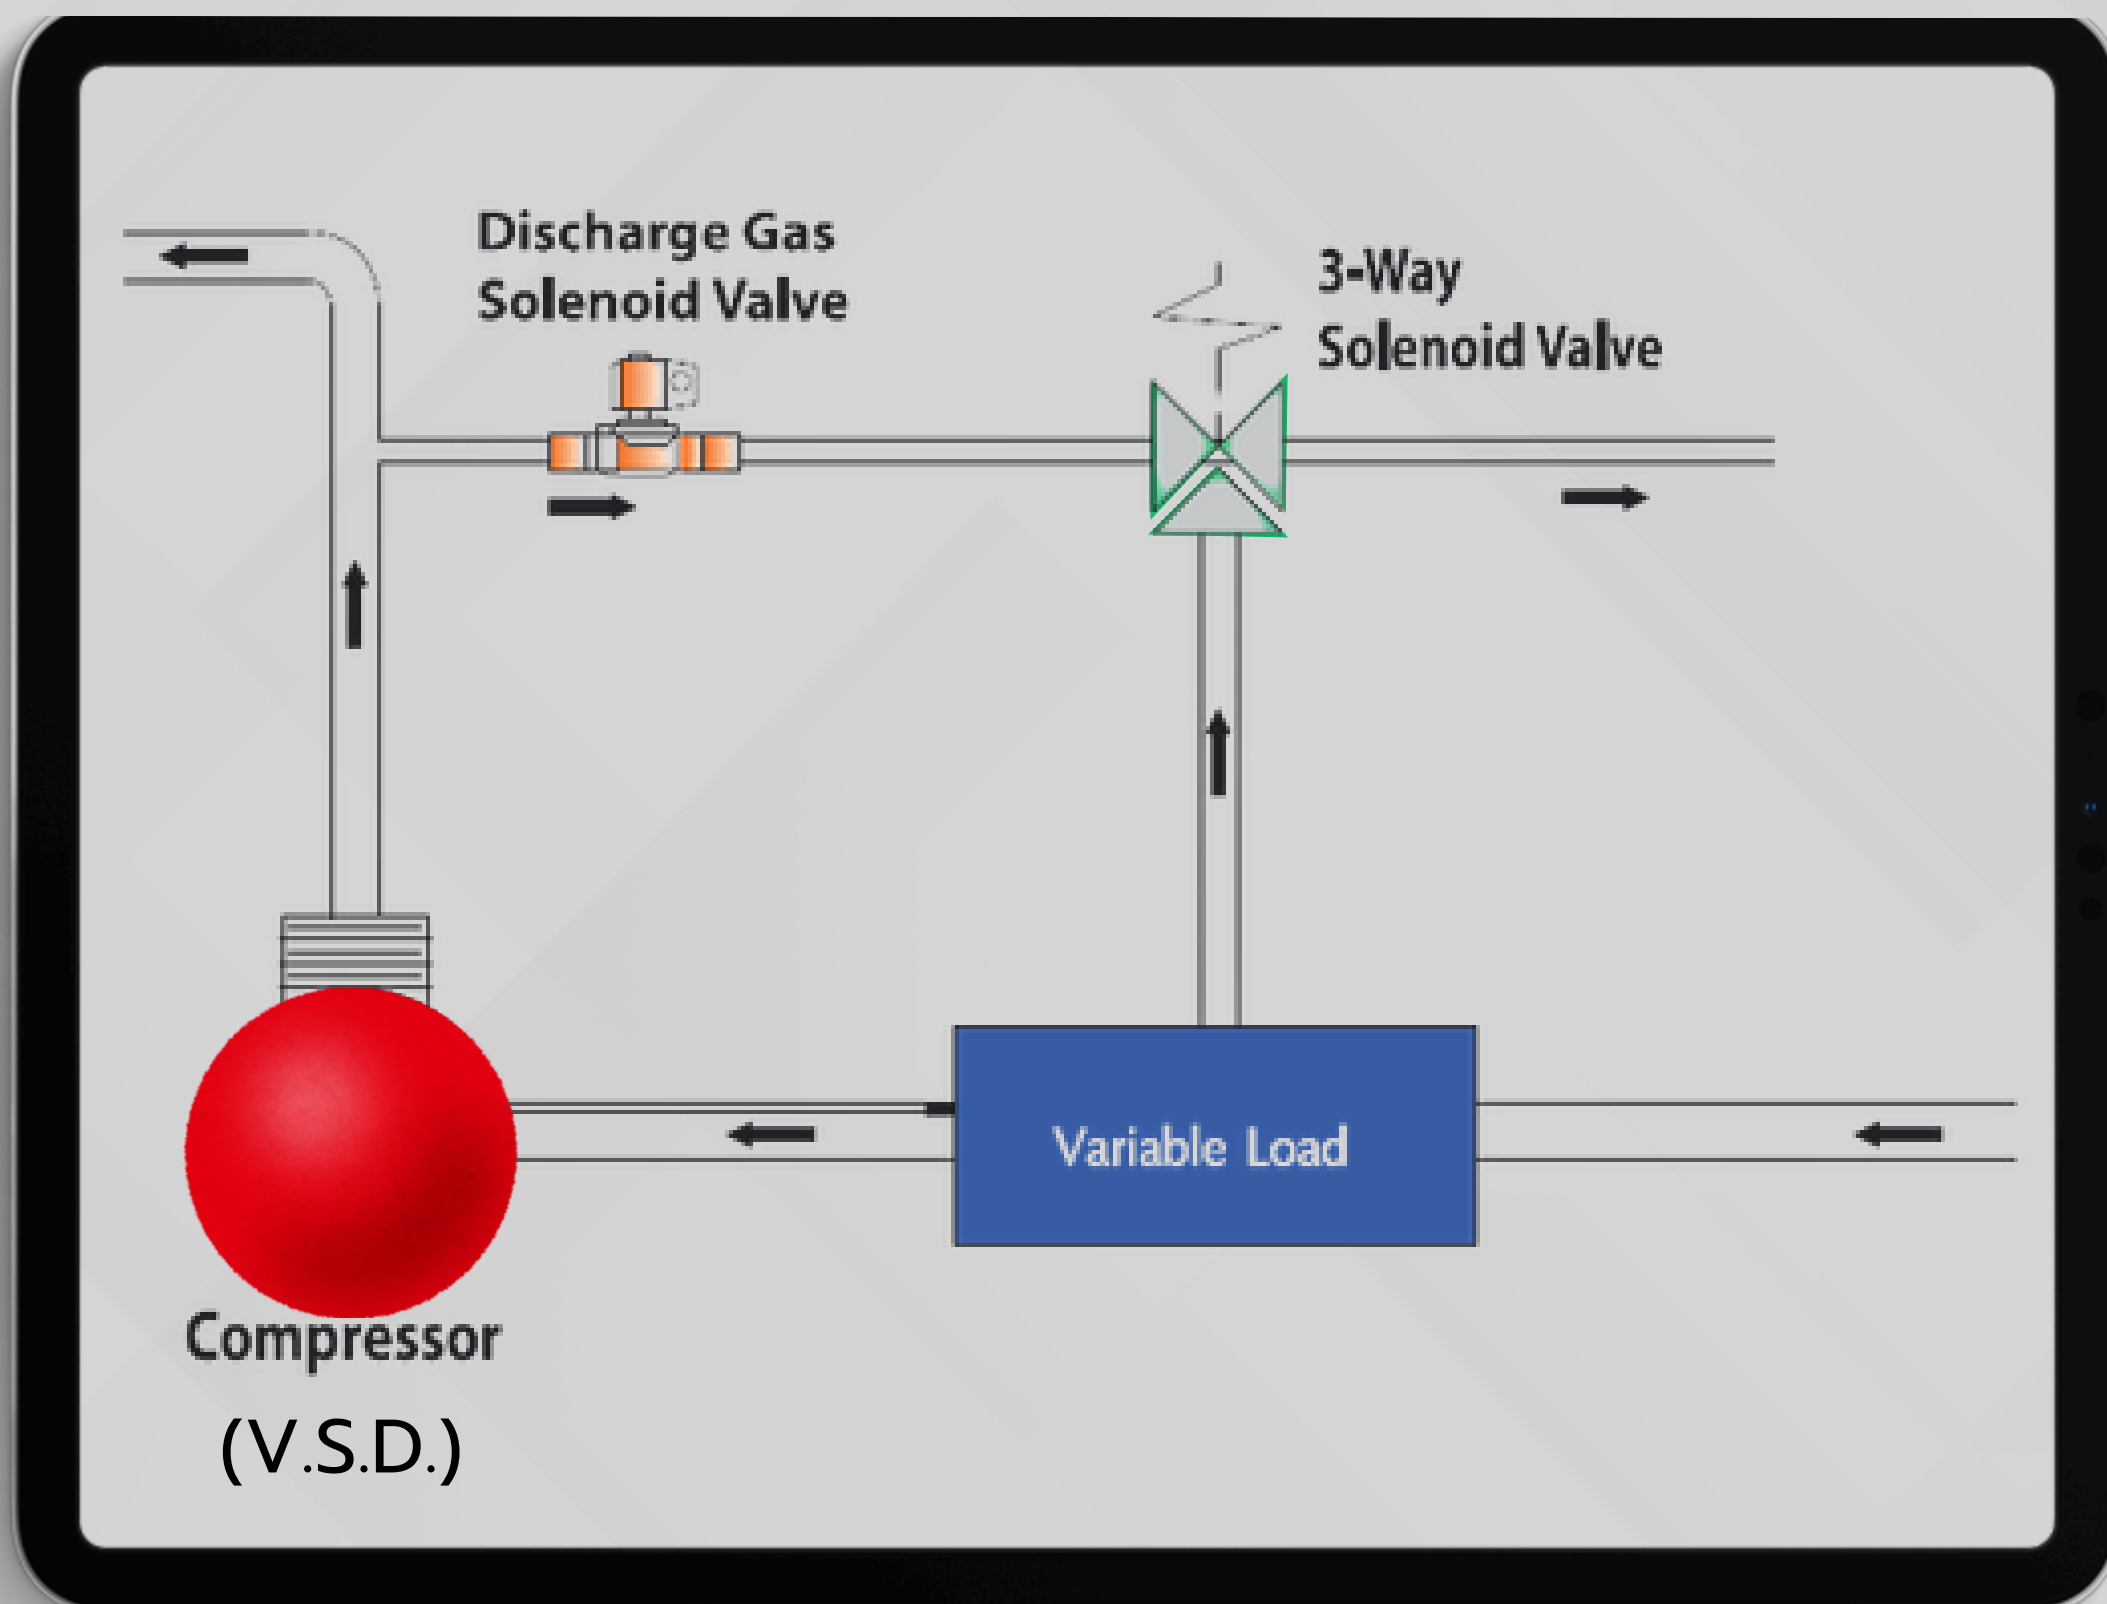 Discharge Gas
Solenoid Valve
3-Way
Solenoid Valve
Variable Load
Compressor
(V.S.D.)